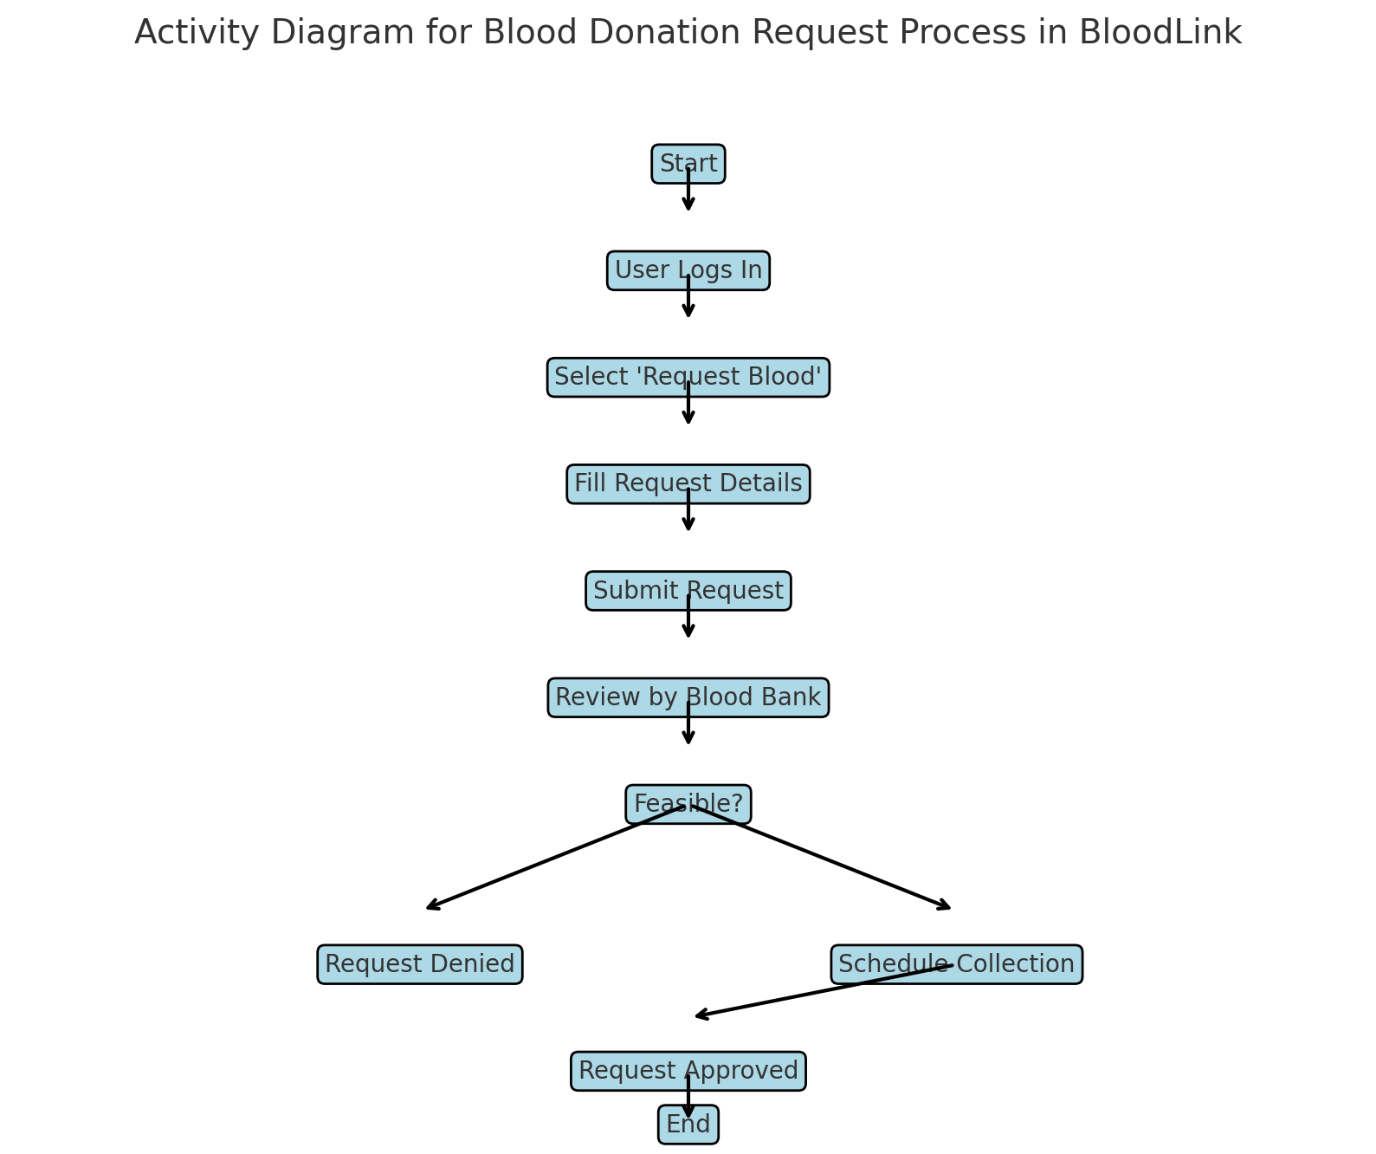 Activity Diagram for Blood Donation Request Process in BloodLink
Start
User Logs In
Select 'Request Blood'
Fill Request Details
Submit Request
Review by Blood Bank
Feasible?
Request Denied
Schedule Collection
Request Approved
End